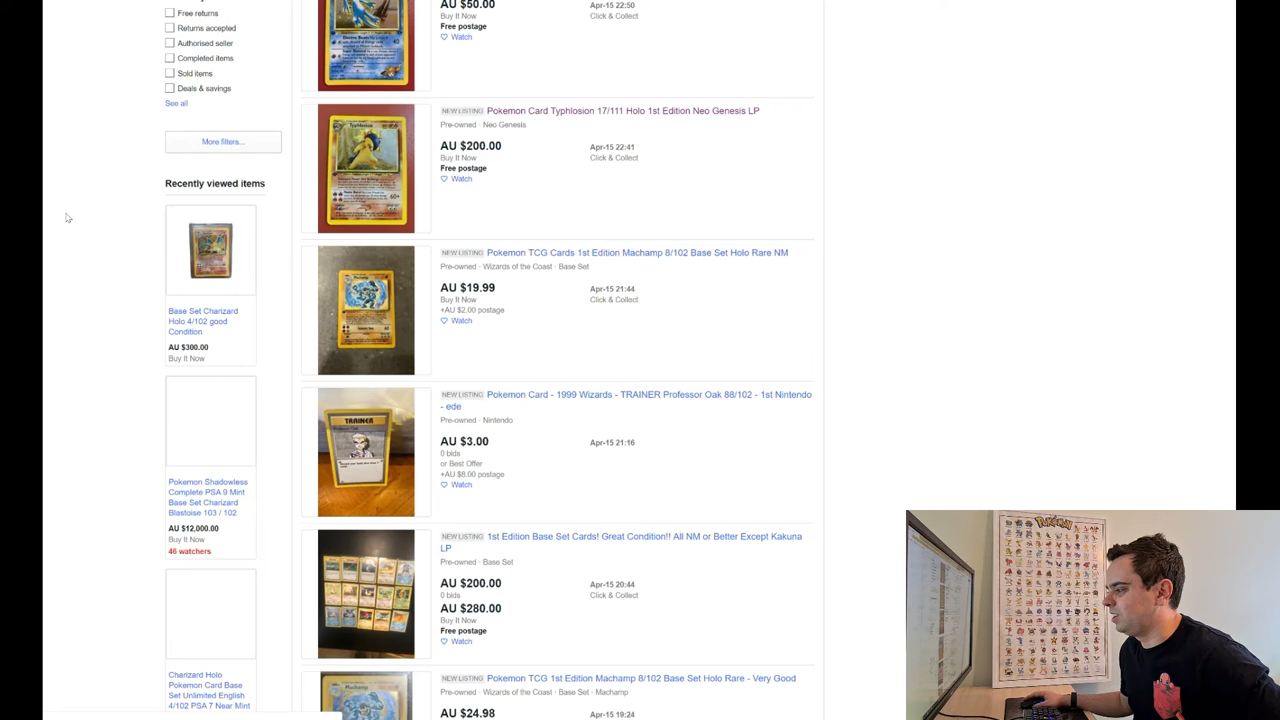 Free returns
Returns accepted
Authorised seller
Completed items
Sold items
Deals & savings
See all
More filters...
Recently viewed items
Base Set Charizard
Holo 4/102 good
Condition
AU $300.00
Buy It Now
Pokemon Shadowless
Complete PSA 9 Mint
Base Set Charizard
Blastoise 103 / 102
AU $12,000.00
Buy It Now
46 watchers
Charizard Holo
Pokemon Card Base
Set Unlimited English
4/102 PSA 7 Near Mint
AU $50.00
Apr-15 22:50
Buy It Now
Click & Collect
Free postage
Watch
NEW LISTING Pokemon Card Typhlosion 17/111 Holo 1st Edition Neo Genesis LP
Pre-owned · Neo Genesis
AU $200.00
Apr-15 22:41
Buy It Now
Click & Collect
Free postage
Watch
Typhlosion
NEW LISTING Pokemon TCG Cards 1st Edition Machamp 8/102 Base Set Holo Rare NM
Pre-owned · Wizards of the Coast · Base Set
AU $19.99
Apr-15 21:44
Buy It Now
Click & Collect
+AU $2.00 postage
Watch
NEW LISTING Pokemon Card - 1999 Wizards - TRAINER Professor Oak 88/102 - 1st Nintendo
- ede
Pre-owned · Nintendo
AU $3.00
Apr-15 21:16
0 bids
or Best Offer
+AU $8.00 postage
Watch
TRAINER
NEW LISTING 1st Edition Base Set Cards! Great Condition!! All NM or Better Except Kakuna
LP
Pre-owned · Base Set
AU $200.00
Apr-15 20:44
0 bids
Click & Collect
AU $280.00
Buy It Now
Free postage
Watch
NEW LISTING Pokemon TCG 1st Edition Machamp 8/102 Base Set Holo Rare - Very Good
Pre-owned · Wizards of the Coast · Base Set · Machamp
AU $24.98
Apr-15 19:24
Machamp
POKEMON